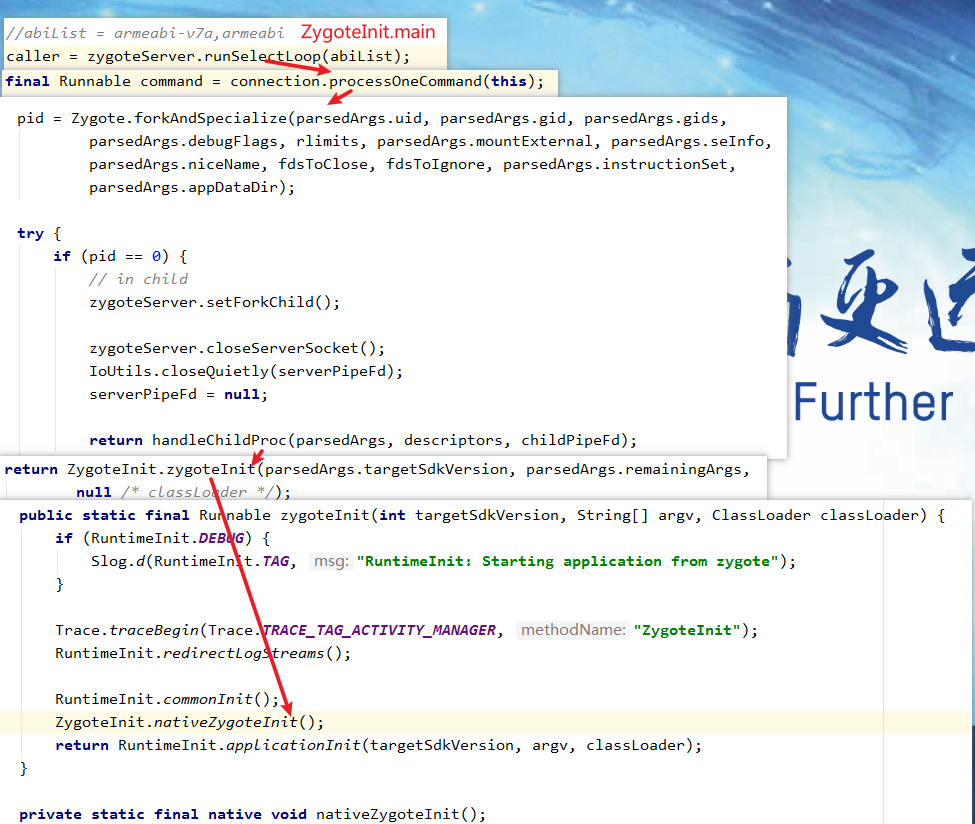 //abiList = armeabi-v7a,armeabi ZygoteInit.main
caller = zygoteServer.runSelectLoop(abiList);
final Runnable command = connection.processOneCommand(this);
pid = Zygote.forkAndSpecialize(parsedArgs.uid, parsedArgs.gid, parsedArgs.gids,
parsedArgs.debugFlags, rlimits, parsedArgs.mountExternal, parsedArgs.seInfo,
parsedArgs.niceName, fdsToClose, fdsToIgnore, parsedArgs.instructionSet,
parsedArgs.appDataDir);
try {
if (pid == 0) {
// in child
zygoteServer.setForkChild();
zygoteServer.closeServerSocket();
IoUtils.closeQuietly(serverPipeFd);
serverPipeFd = null;
return handleChildProc(parsedArgs, descriptors, childPipeFd);
更
Further
return ZygoteInit.zygoteInit(parsedArgs.targetSdkVersion, parsedArgs.remainingArgs,
null /* classLoader */);
public static final Runnable zygoteInit(int targetSdkVersion, String[] argv, ClassLoader classLoader) {
if (RuntimeInit.DEBUG) {
Slog.d(RuntimeInit.TAG, msg: "RuntimeInit: Starting application from zygote");
}
Trace.traceBegin(Trace.TRACE_TAG_ACTIVITY_MANAGER, methodName: "ZygoteInit");
RuntimeInit.redirectLogStreams();
RuntimeInit.commonInit();
ZygoteInit.nativeZygoteInit();
return RuntimeInit.applicationInit(targetSdkVersion, argv, classLoader);
}
private static final native void nativeZygoteInit();